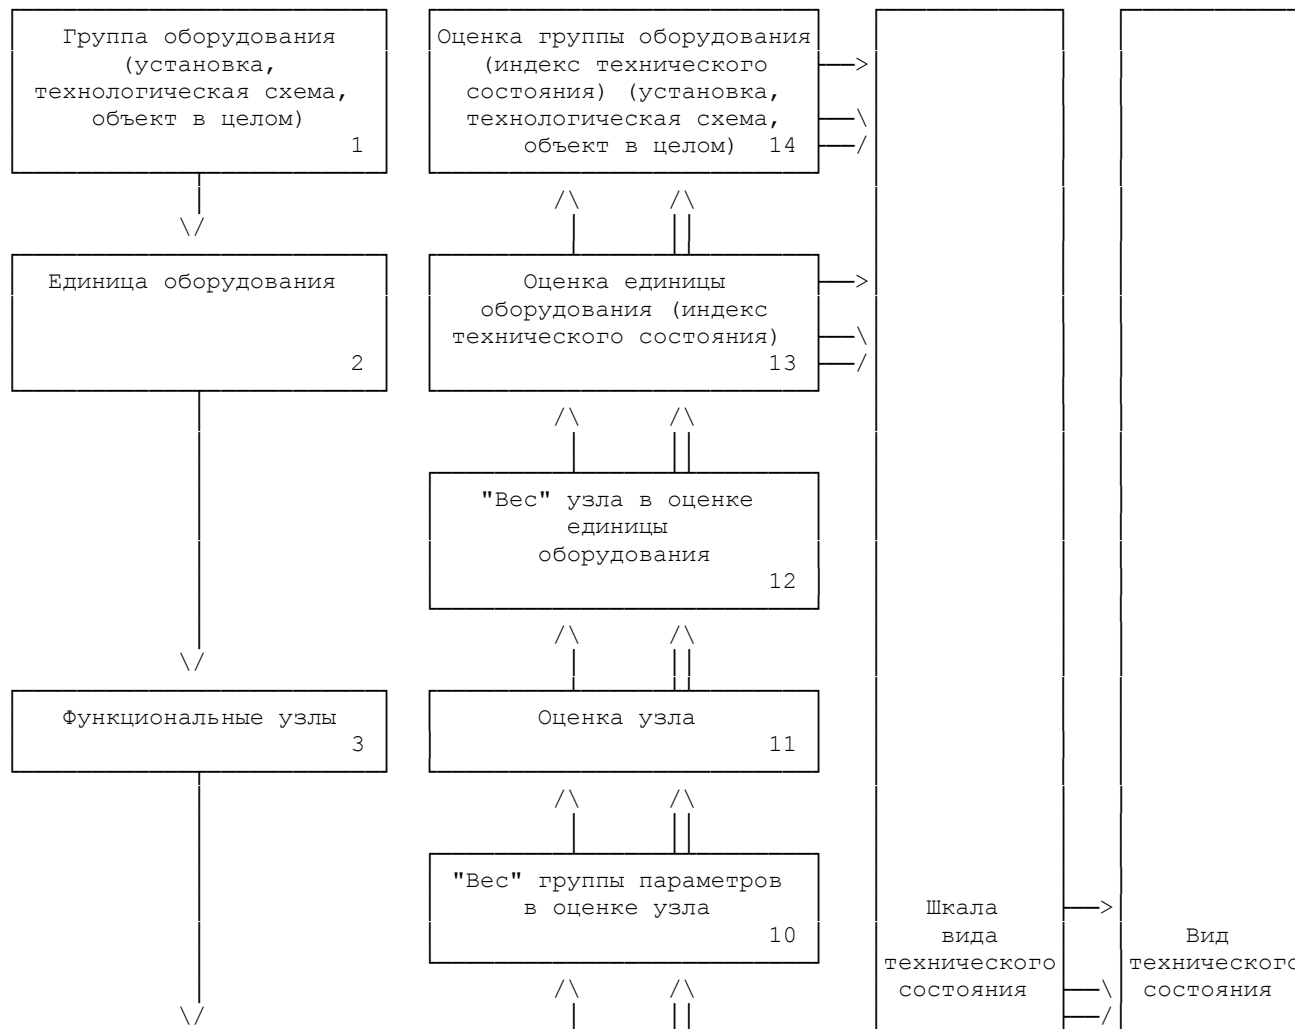 Группа оборудования
(установка,
технологическая схема,
объект в целом)
1
Оценка группы оборудования
(индекс технического
состояния) (установка,
технологическая схема,
объект в целом) 14
Единица оборудования
2
Оценка единицы
оборудования (индекс
технического состояния)
13
"Вес" узла в оценке
единицы
оборудования
12
Функциональные узлы
3
Оценка узла
11
"Вес" группы параметров
в оценке узла
10
Шкала
вида
технического
состояния
Вид
технического
состояния